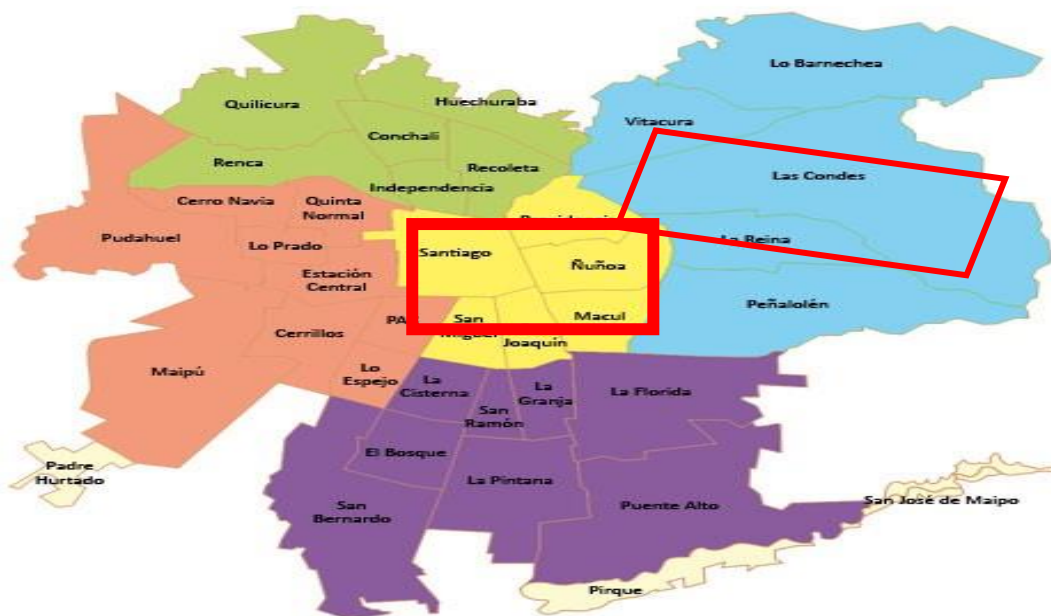 Lo Barnechea
Quilicura
Huechuraba
Vitacura
Conchalí
Renca
Recoleta
Las Condes
Independencia
Cerro Navia
Quinta
Normal
Pudahuel
Lo Prado
Santiago
La Reina
Ñuñoa
Estación
Central
Peñalolén
Cerrillos
San
Macul
Joaquín
Maipú
Lo
Espejo
La
Cisterna
La
Granja
La Florida
San
Ramón
El Bosque
Padre
Hurtado
La Pintana
San José de Maipo
Puente Alto
San
Bernardo
Pirque